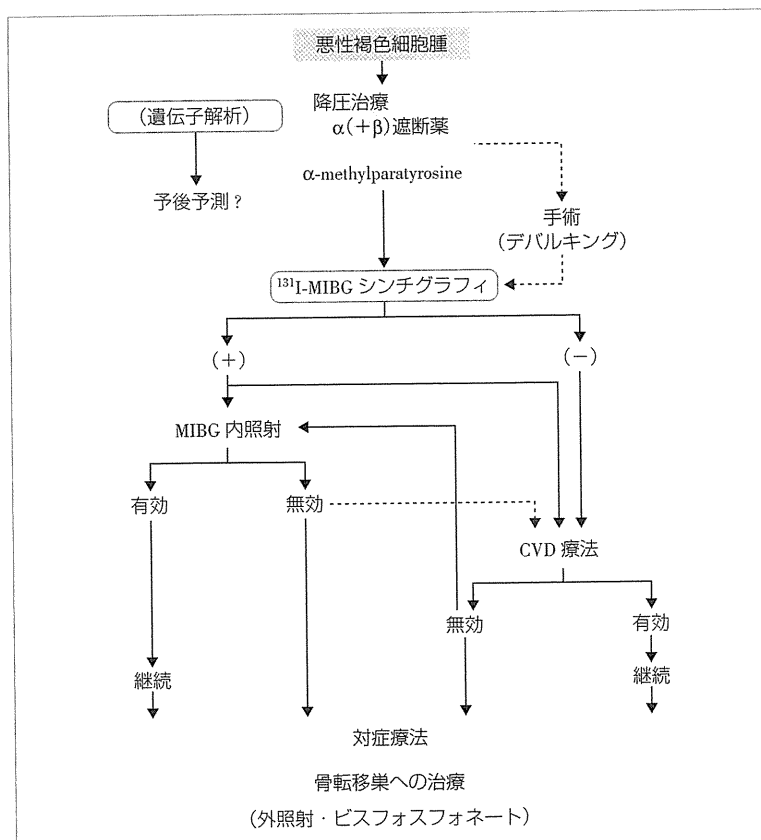 悪性褐色細胞腫
降圧治療
α(+β)遮断薬
(遺伝子解析)
α-methylparatyrosine
予後予測?
手術
(デバルキング)
¹³¹I-MIBG シンチグラフィ
(+)
(−)
MIBG 内照射
有効
無効
CVD 療法
無効
有効
継続
継続
対症療法
骨転移巣への治療
(外照射・ビスフォスフォネート)